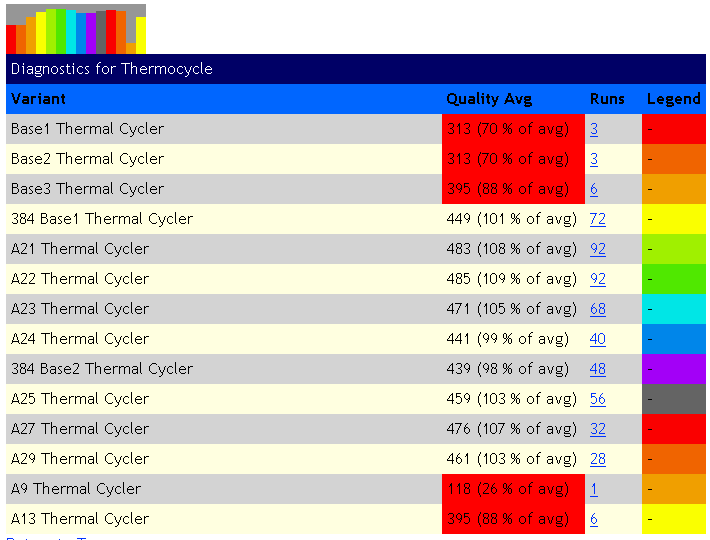 Diagnostics for Thermocycle
Variant Quality Avg Runs Legend
Base1 Thermal Cycler 313 (70 % of avg) 3 -
Base2 Thermal Cycler 313 (70 % of avg) 3 -
Base3 Thermal Cycler 395 (88 % of avg) 6 -
384 Base1 Thermal Cycler 449 (101 % of avg) 72 -
A21 Thermal Cycler 483 (108 % of avg) 92 -
A22 Thermal Cycler 485 (109 % of avg) 92 -
A23 Thermal Cycler 471 (105 % of avg) 68 -
A24 Thermal Cycler 441 (99 % of avg) 40 -
384 Base2 Thermal Cycler 439 (98 % of avg) 48 -
A25 Thermal Cycler 459 (103 % of avg) 56 -
A27 Thermal Cycler 476 (107 % of avg) 32 -
A29 Thermal Cycler 461 (103 % of avg) 28 -
A9 Thermal Cycler 118 (26 % of avg) 1 -
A13 Thermal Cycler 395 (88 % of avg) 6 -